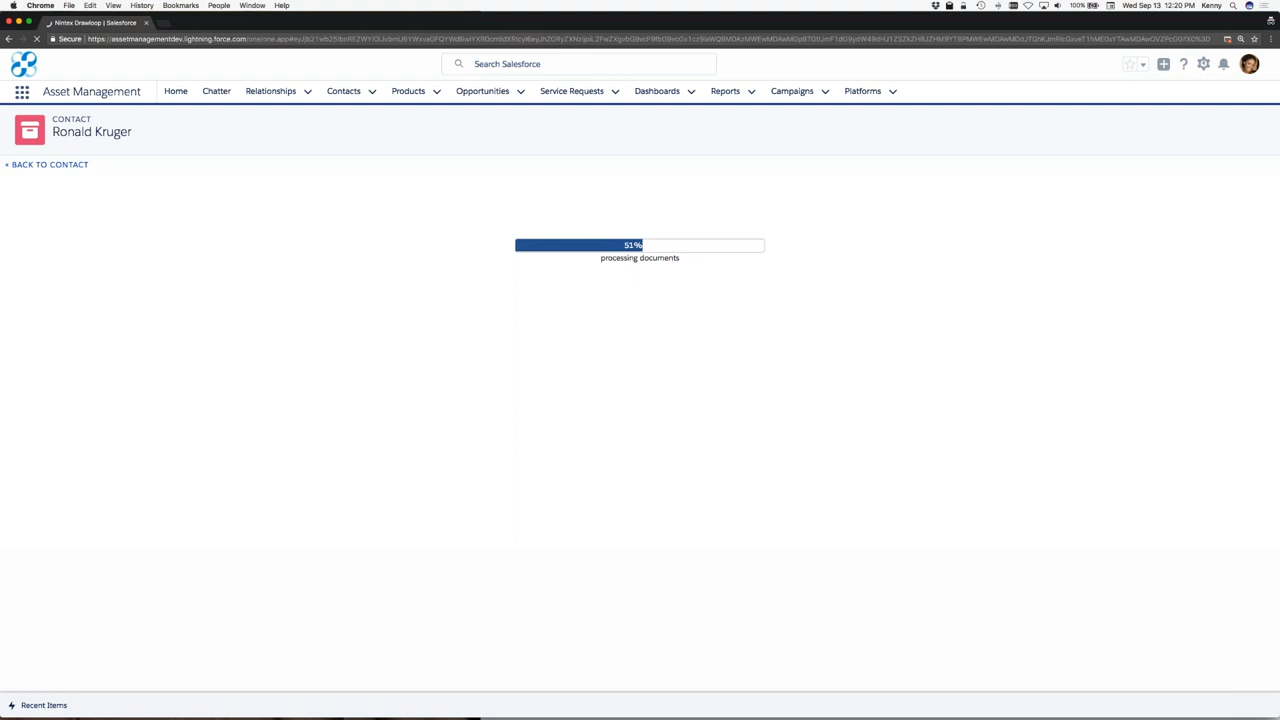 Chrome File Edit View History Bookmarks People Window Help 100% Wed Sep 13 12:20 PM Kenny
Nintex Drawloop | Salesforce
Secure
Search Salesforce
Asset Management Home Chatter Relationships Contacts Products Opportunities Service Requests Dashboards Reports Campaigns Platforms
CONTACT
Ronald Kruger
« BACK TO CONTACT
51%
processing documents
Recent Items